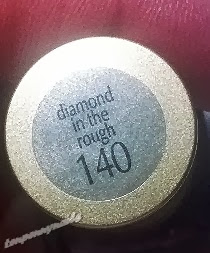 diamond
in the
rough
140